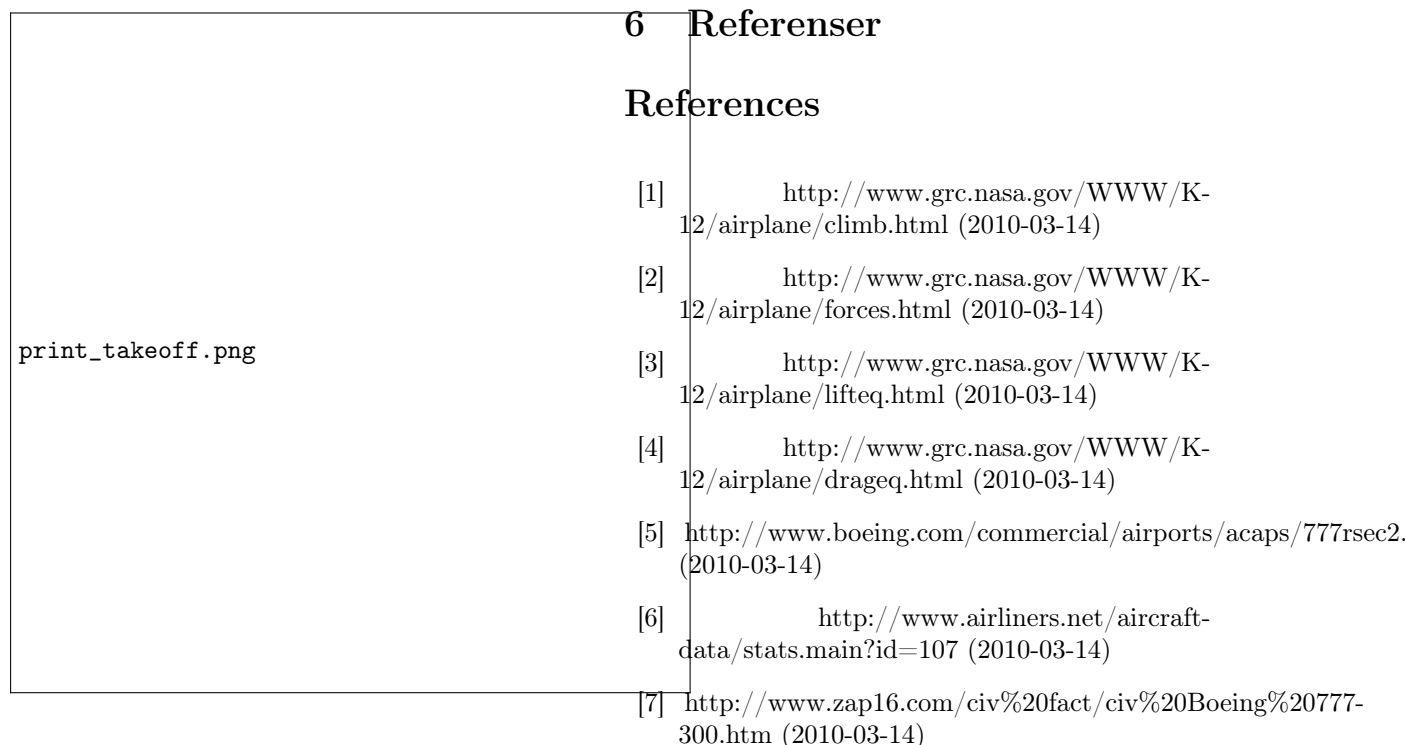 print_takeoff.png
6 Referenser
References
[1] http://www.grc.nasa.gov/WWW/K-
12/airplane/climb.html (2010-03-14)
[2] http://www.grc.nasa.gov/WWW/K-
12/airplane/forces.html (2010-03-14)
[3] http://www.grc.nasa.gov/WWW/K-
12/airplane/lifteq.html (2010-03-14)
[4] http://www.grc.nasa.gov/WWW/K-
12/airplane/drageq.html (2010-03-14)
[5] http://www.boeing.com/commercial/airports/acaps/777rsec2.
(2010-03-14)
[6] http://www.airliners.net/aircraft-
data/stats.main?id=107 (2010-03-14)
[7] http://www.zap16.com/civ%20fact/civ%20Boeing%20777-
300.htm (2010-03-14)